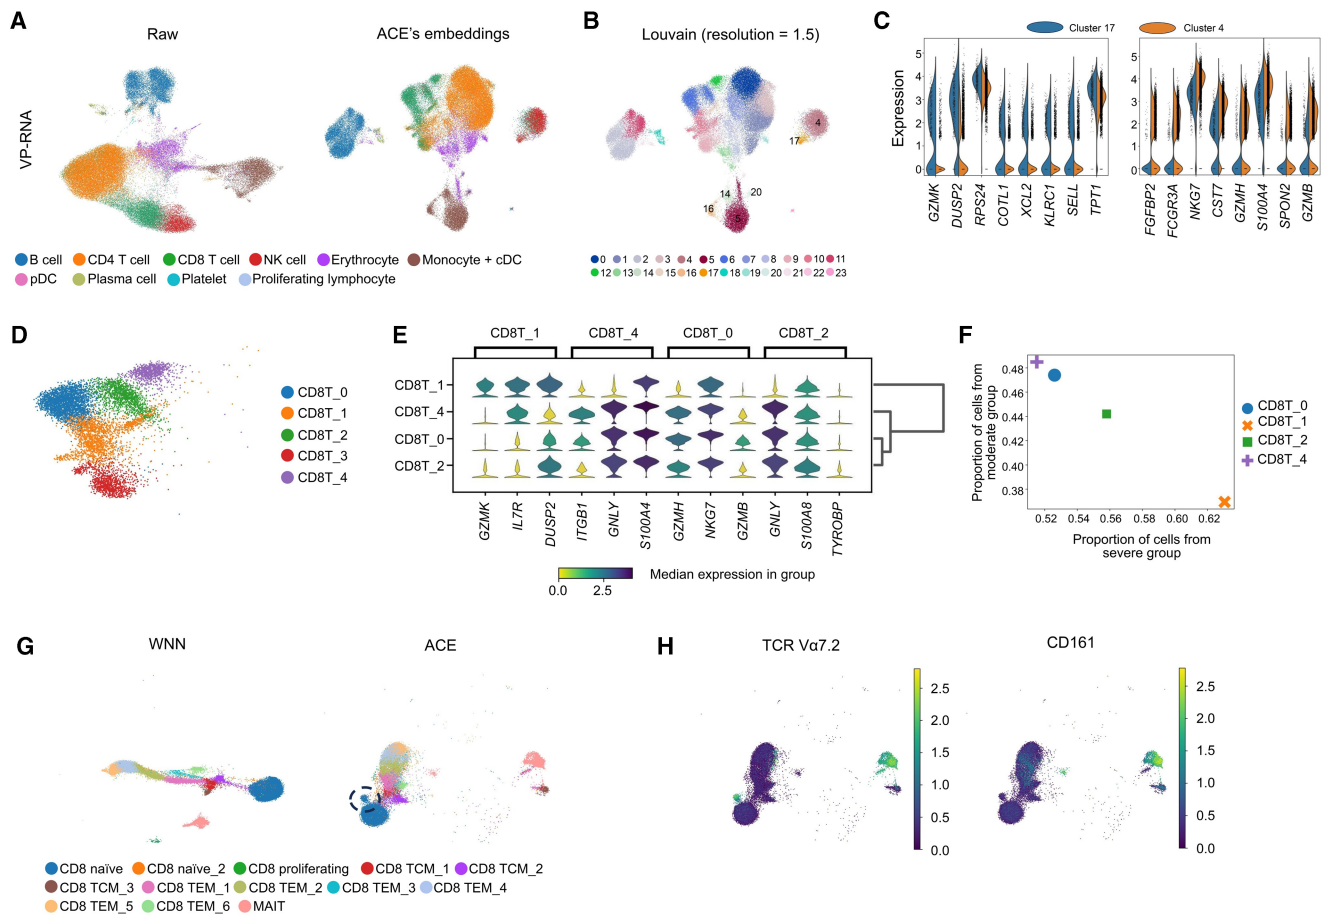 A
Raw
ACE's embeddings
VP-RNA
B cell
CD4 T cell
CD8 T cell
NK cell
Erythrocyte
Monocyte + cDC
pDC
Plasma cell
Platelet
Proliferating lymphocyte
B
Louvain (resolution = 1.5)
4
17
14
20
16
5
0 1 2 3 4 5 6 7 8 9 10 11
12 13 14 15 16 17 18 19 20 21 22 23
C
Cluster 17
Cluster 4
Expression
5
4
3
2
1
0
GZMK
DUSP2
RPS24
COTL1
XCL2
KLRC1
SELL
TPT1
5
4
3
2
1
0
FGFBP2
FCGR3A
NKG7
CST7
GZMH
S100A4
SPON2
GZMB
D
CD8T_0
CD8T_1
CD8T_2
CD8T_3
CD8T_4
E
CD8T_1
CD8T_4
CD8T_0
CD8T_2
CD8T_1
CD8T_4
CD8T_0
CD8T_2
GZMK
IL7R
DUSP2
ITGB1
GNLY
S100A4
GZMH
NKG7
GZMB
GNLY
S100A8
TYROBP
0.0 2.5
Median expression in group
F
Proportion of cells from
moderate group
0.48
0.46
0.44
0.42
0.40
0.38
0.52 0.54 0.56 0.58 0.60 0.62
Proportion of cells from
severe group
CD8T_0
CD8T_1
CD8T_2
CD8T_4
G
WNN
ACE
CD8 naïve
CD8 naïve_2
CD8 proliferating
CD8 TCM_1
CD8 TCM_2
CD8 TCM_3
CD8 TEM_1
CD8 TEM_2
CD8 TEM_3
CD8 TEM_4
CD8 TEM_5
CD8 TEM_6
MAIT
H
TCR Vα7.2
2.5
2.0
1.5
1.0
0.5
0.0
CD161
2.5
2.0
1.5
1.0
0.5
0.0